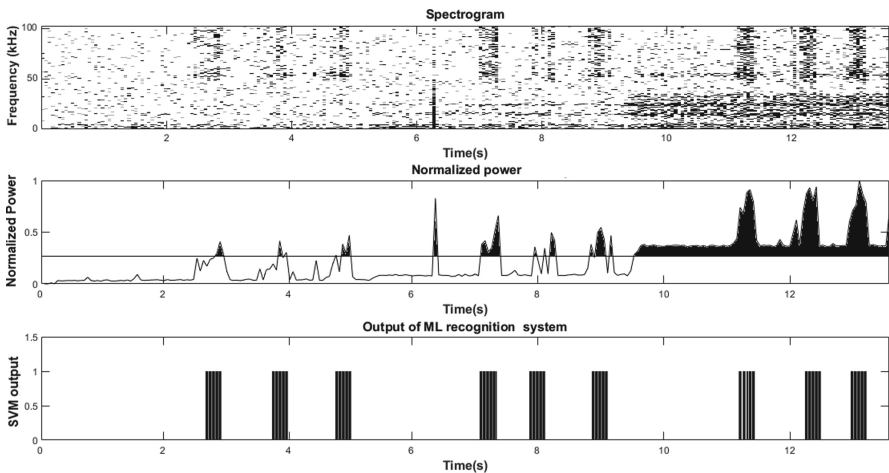 Spectrogram
Frequency (kHz)
100
50
0
2 4 6 8 10 12
Time(s)
Normalized power
Normalized Power
1
0.5
0
0 2 4 6 8 10 12
Time(s)
Output of ML recognition system
SVM output
1.5
1
0.5
0
0 2 4 6 8 10 12
Time(s)